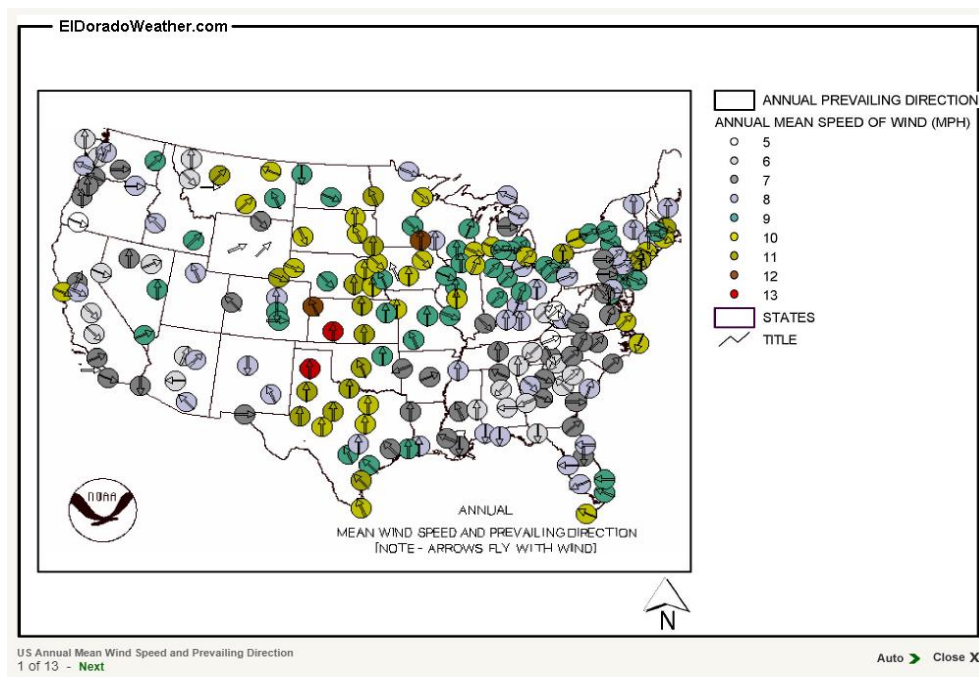 ElDoradoWeather.com
ANNUAL PREVAILING DIRECTION
ANNUAL MEAN SPEED OF WIND (MPH)
5
6
7
8
9
10
11
12
13
STATES
TITLE
NOAA
ANNUAL
MEAN WIND SPEED AND PREVAILING DIRECTION
[NOTE - ARROWS FLY WITH WIND]
N
US Annual Mean Wind Speed and Prevailing Direction
1 of 13 - Next
Auto
Close X